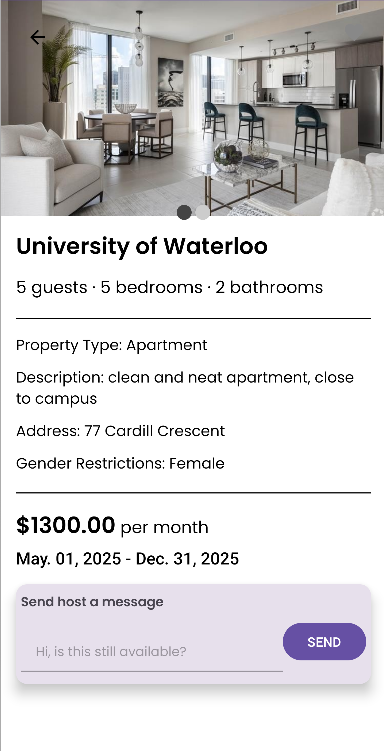 University of Waterloo
5 guests · 5 bedrooms · 2 bathrooms
Property Type: Apartment
Description: clean and neat apartment, close
to campus
Address: 77 Cardill Crescent
Gender Restrictions: Female
$1300.00 per month
May. 01, 2025 - Dec. 31, 2025
Send host a message
Hi, is this still available?
SEND